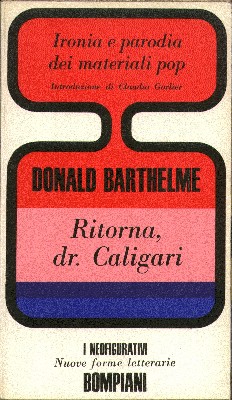 Ironia e parodia
dei materiali pop
Introduzione di Claudio Gorlier
DONALD BARTHELME
Ritorna,
dr. Caligari
I NEOFIGURATIVI
Nuove forme letterarie
BOMPIANI